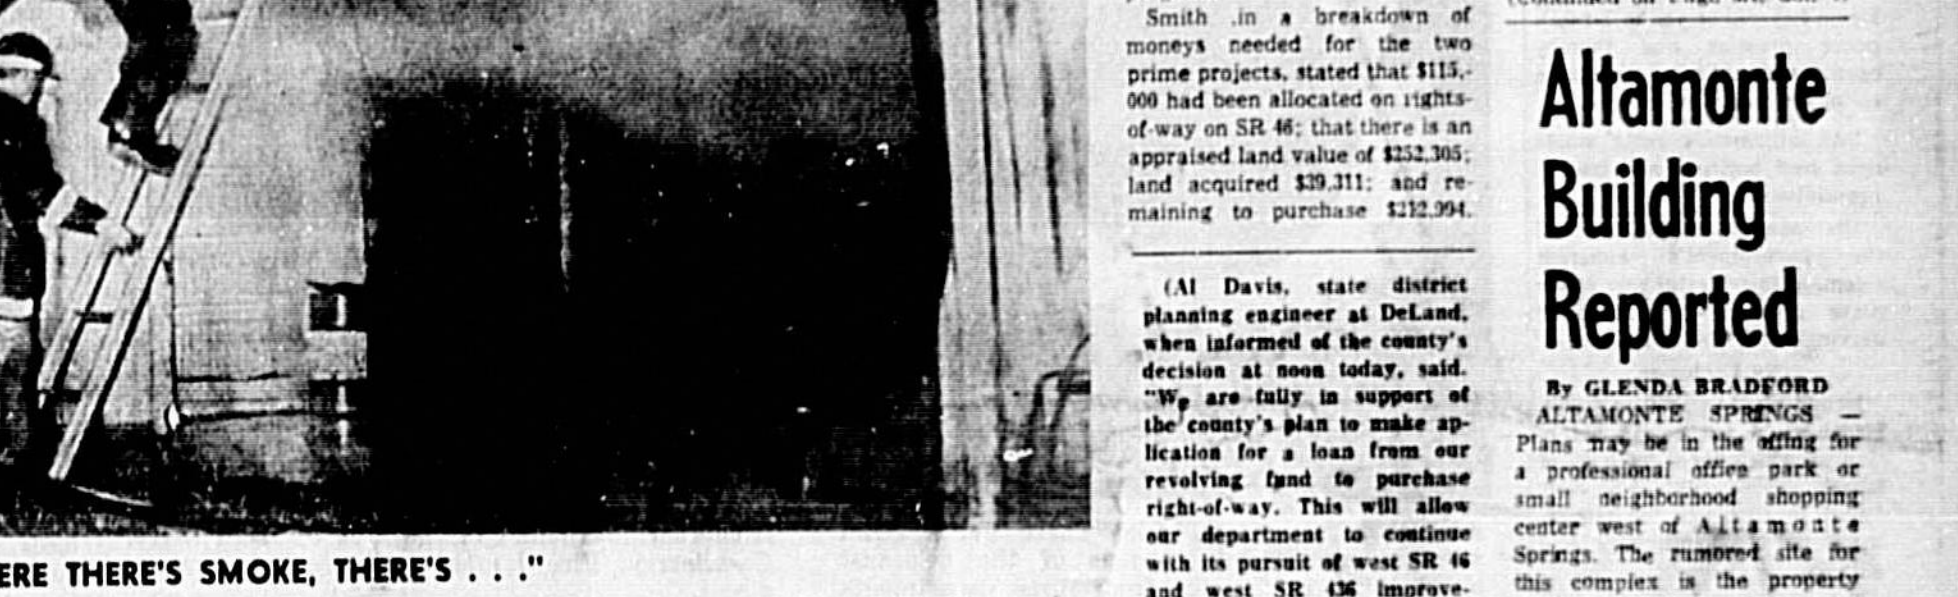 ERE THERE'S SMOKE, THERE'S . . ."
Smith .in a breakdown of
moneys needed for the two
prime projects, stated that $115,-
000 had been allocated on rights-
of-way on SR 46; that there is an
appraised land value of $252,305;
land acquired $39,311; and re-
maining to purchase $212,994.
(Al Davis, state district
planning engineer at DeLand,
when informed of the county's
decision at noon today, said.
"We are fully in support of
the county's plan to make ap-
lication for a loan from our
revolving fund to purchase
right-of-way. This will allow
our department to continue
with its pursuit of west SR 46
and west SR 436 improve-
Altamonte
Building
Reported
By GLENDA BRADFORD
ALTAMONTE SPRINGS —
Plans may be in the offing for
a professional office park or
small neighborhood shopping
center west of Altamonte
Springs. The rumored site for
this complex is the property